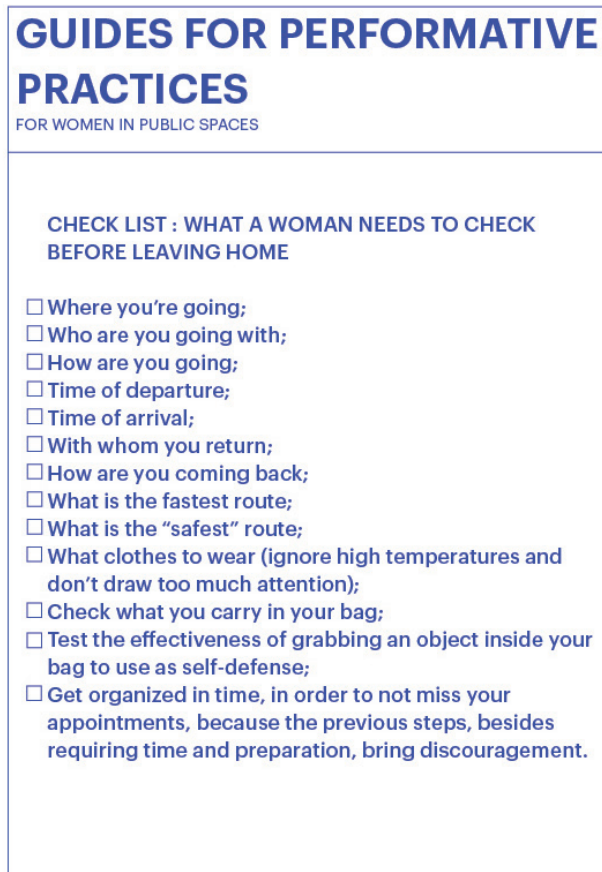 GUIDES FOR PERFORMATIVE
PRACTICES
FOR WOMEN IN PUBLIC SPACES
CHECK LIST : WHAT A WOMAN NEEDS TO CHECK
BEFORE LEAVING HOME
Where you’re going;
Who are you going with;
How are you going;
Time of departure;
Time of arrival;
With whom you return;
How are you coming back;
What is the fastest route;
What is the “safest” route;
What clothes to wear (ignore high temperatures and
don’t draw too much attention);
Check what you carry in your bag;
Test the effectiveness of grabbing an object inside your
bag to use as self-defense;
Get organized in time, in order to not miss your
appointments, because the previous steps, besides
requiring time and preparation, bring discouragement.